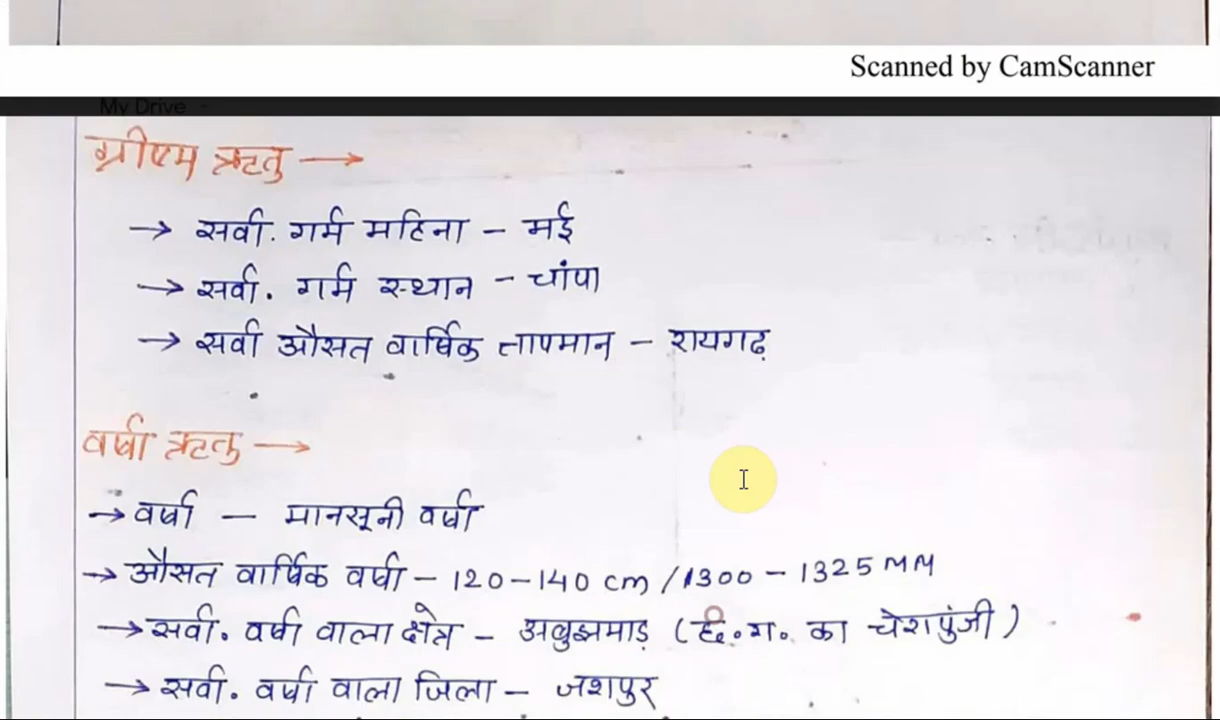 Scanned by CamScanner
My Drive -
ग्रीष्म ऋतु →
→ सर्वा. गर्म महिना - मई
→ सर्वा. गर्म स्थान - चांपा
→ सर्वा औसत वार्षिक तापमान - रायगढ़
वर्षा ऋतु →
→ वर्षा — मानसूनी वर्षा
→ औसत वार्षिक वर्षा - 120-140 cm / 1300 - 1325 MM
→ सर्वा. वर्षा वाला क्षेत्र - अबुझमाड़ (छ.ग. का चेरापुंजी)
→ सर्वा. वर्षा वाला जिला - जशपुर